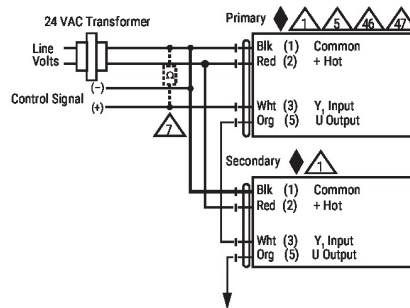 24 VAC Transformer
Line
Volts
Control Signal
(–)
(+)
Ω
7
Primary 1 5 46 47
Blk (1) Common
Red (2) + Hot
Wht (3) Y1 Input
Org (5) U Output
Secondary 1
Blk (1) Common
Red (2) + Hot
Wht (3) Y1 Input
Org (5) U Output